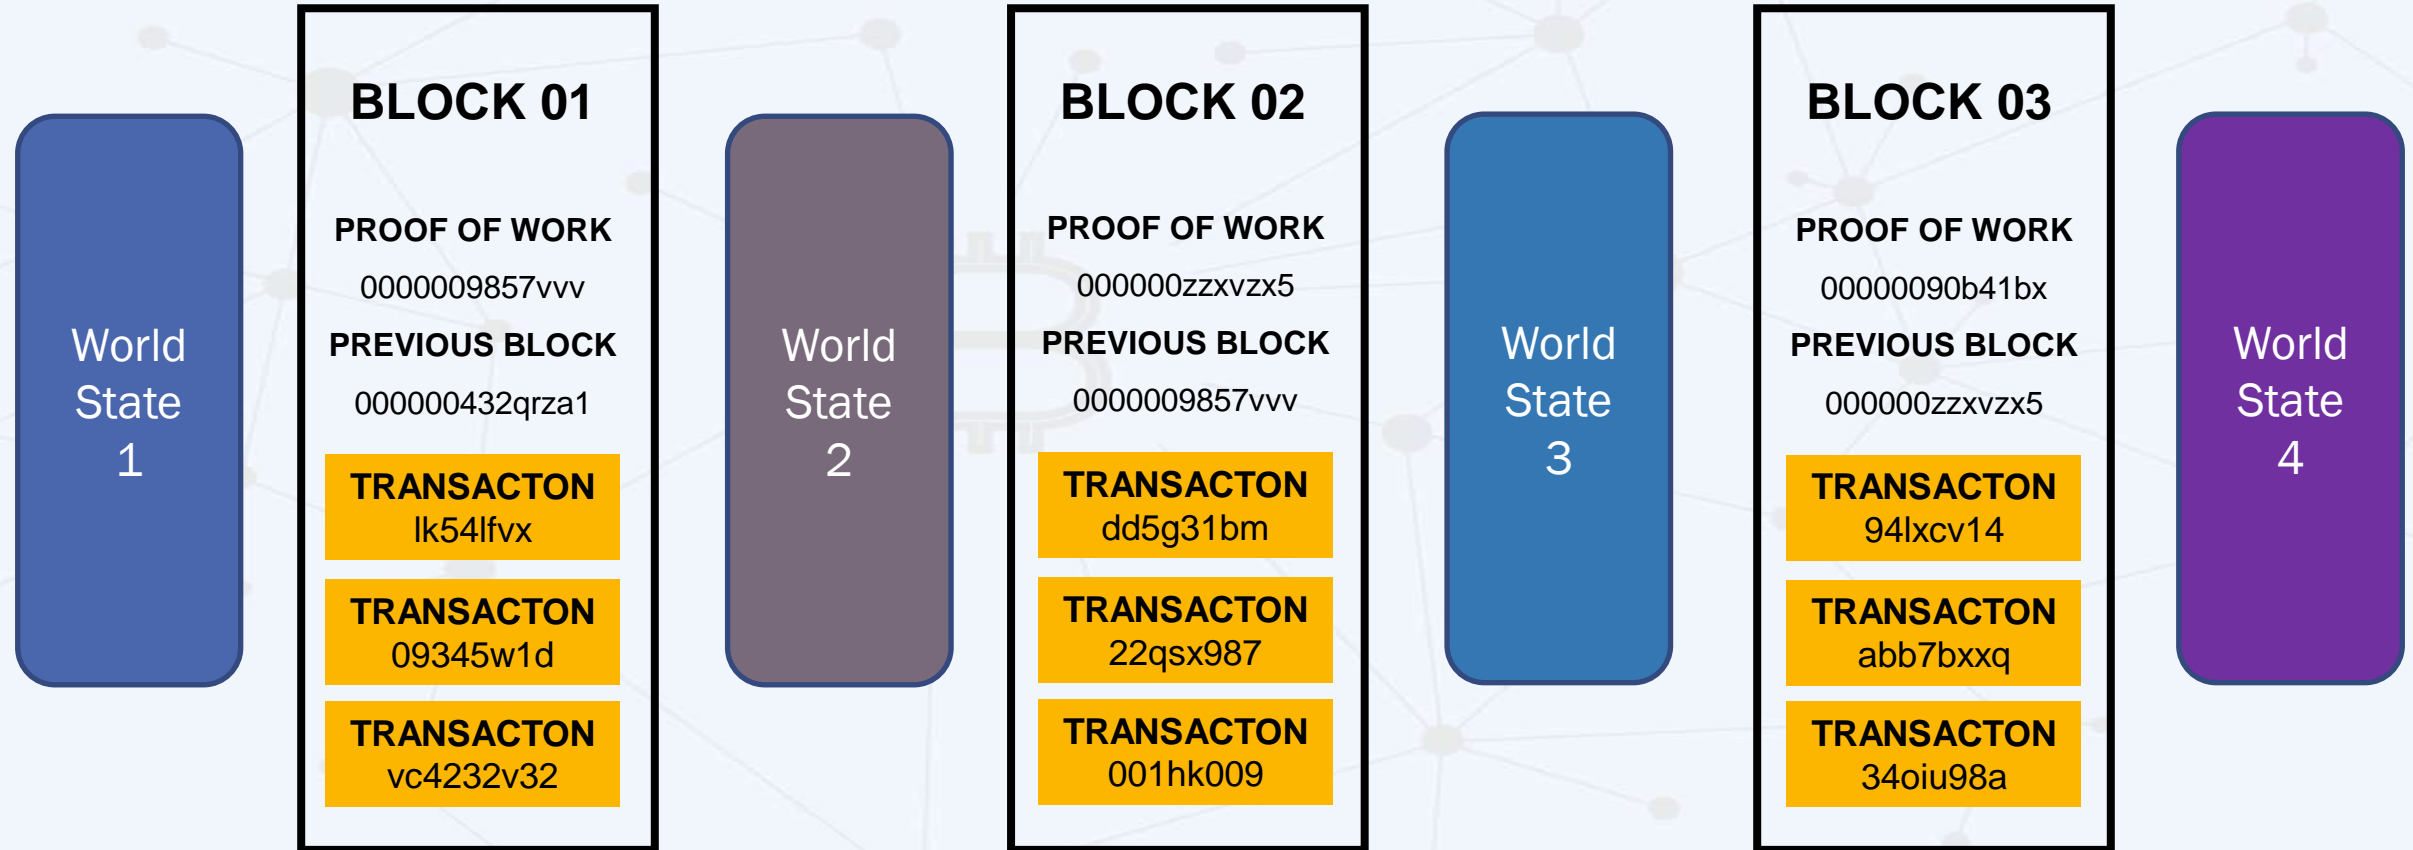 World
State
1
BLOCK 01
PROOF OF WORK
0000009857vvv
PREVIOUS BLOCK
000000432qrza1
TRANSACTON
lk54lfvx
TRANSACTON
09345w1d
TRANSACTON
vc4232v32
World
State
2
BLOCK 02
PROOF OF WORK
000000zzxvzx5
PREVIOUS BLOCK
0000009857vvv
TRANSACTON
dd5g31bm
TRANSACTON
22qsx987
TRANSACTON
001hk009
World
State
3
BLOCK 03
PROOF OF WORK
00000090b41bx
PREVIOUS BLOCK
000000zzxvzx5
TRANSACTON
94lxcv14
TRANSACTON
abb7bxxq
TRANSACTON
34oiu98a
World
State
4